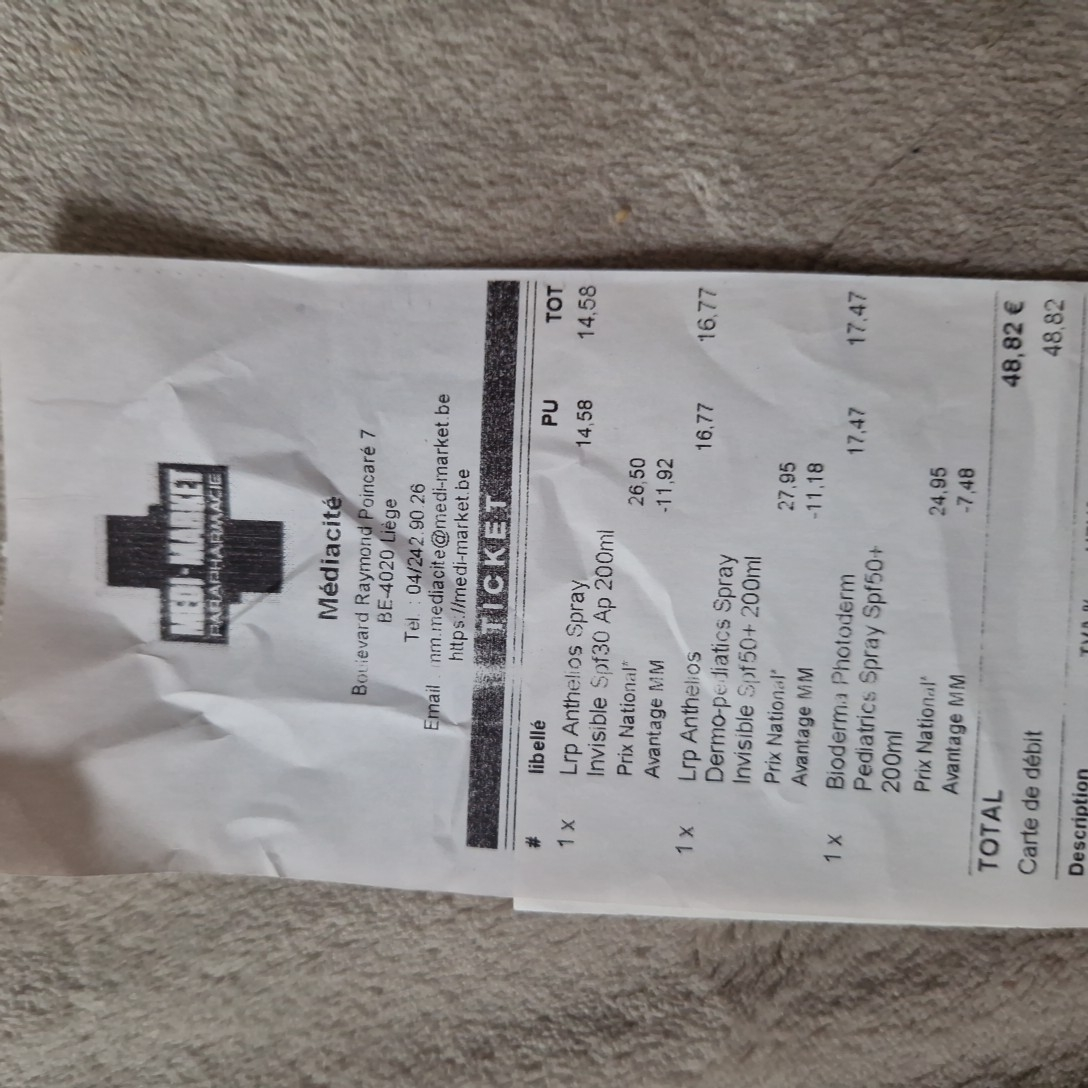 MEDI-MARKET
PARAPHARMACIE
Médiacité
Boulevard Raymond Poincaré 7
BE-4020 Liège
Tel. : 04/242 90 26
Email mm.mediacite@medi-market.be
https://medi-market.be
TICKET
# libellé PU TOT
1 x Lrp Anthelios Spray 14,58 14,58
Invisible Spf30 Ap 200ml
Prix National* 26,50
Avantage MM -11,92
1 x Lrp Anthelios 16,77 16,77
Dermo-pediatics Spray
Invisible Spf50+ 200ml
Prix National* 27,95
Avantage MM -11,18
1 x Bioderma Photoderm 17,47 17,47
Pediatrics Spray Spf50+
200ml
Prix National* 24,95
Avantage MM -7,48
TOTAL 48,82 €
Carte de débit 48,82
Description